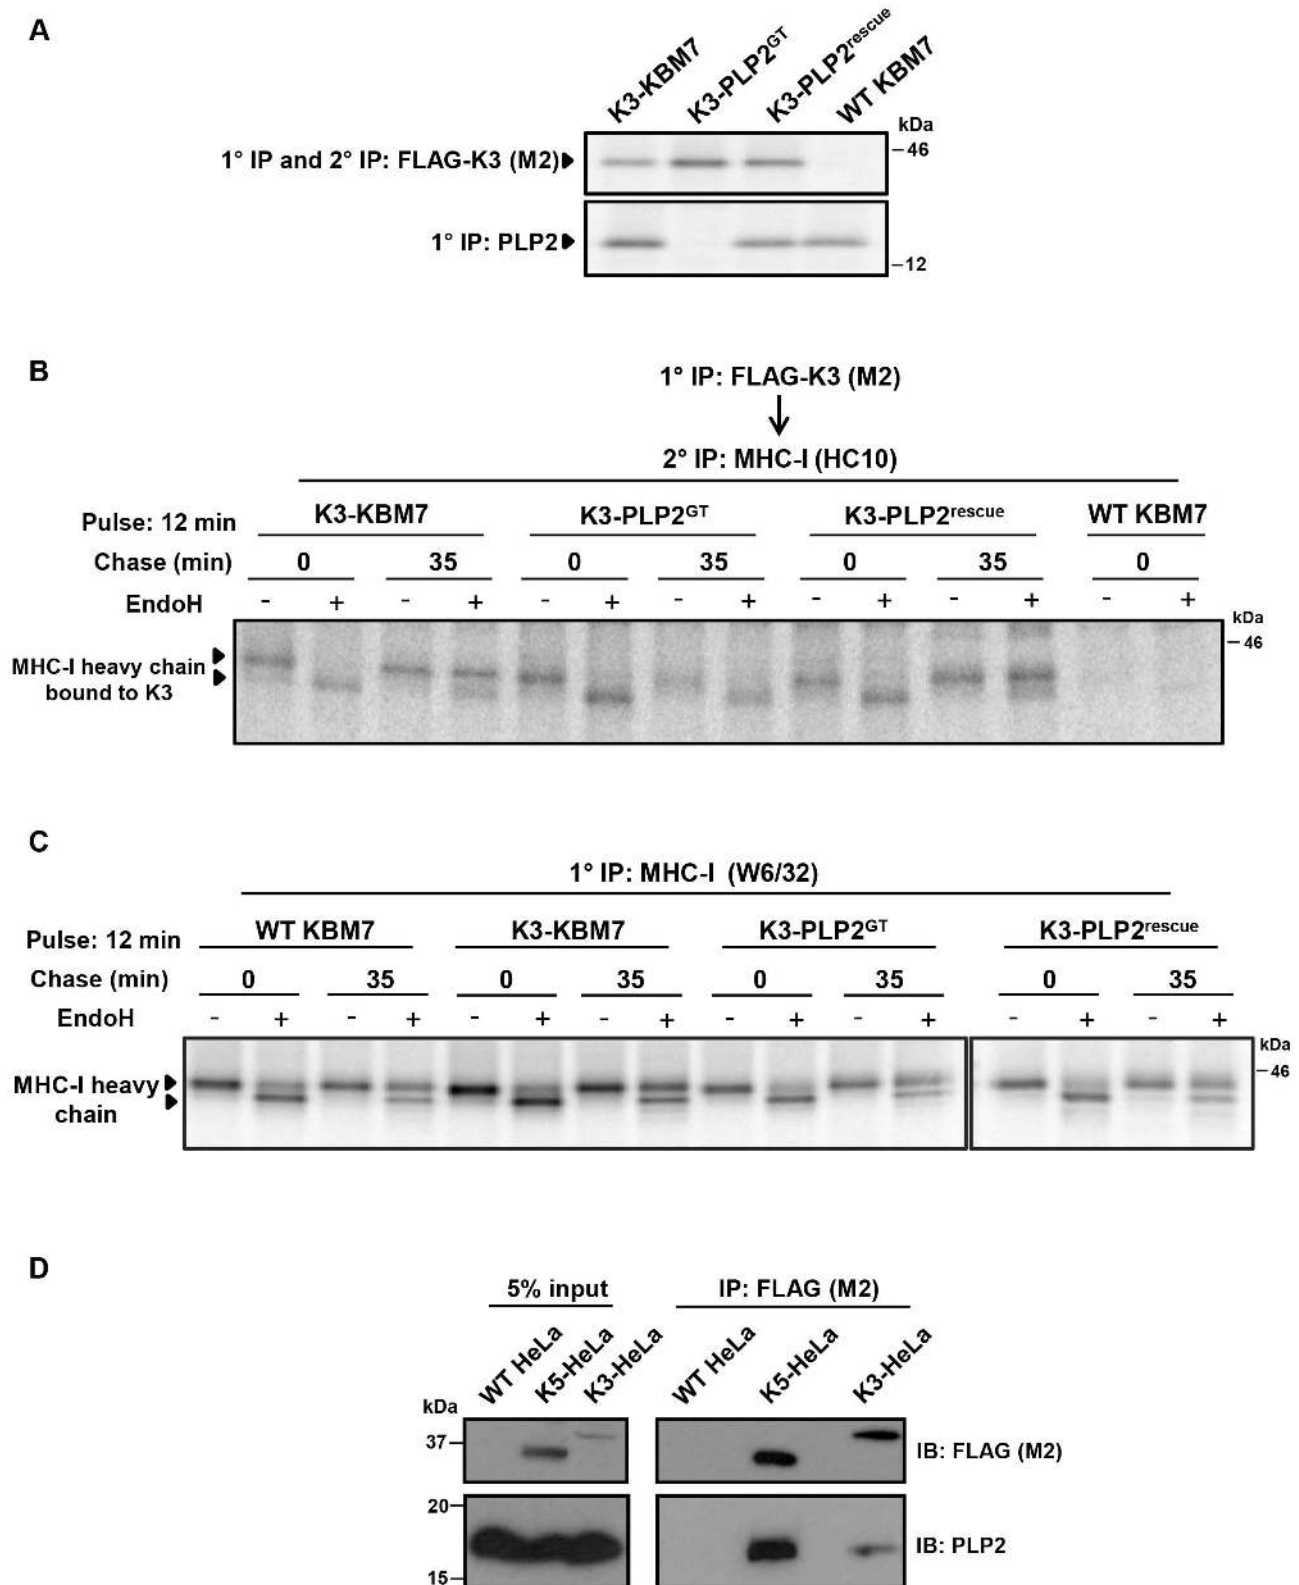 A
K3-KBM7 K3-PLP2GT K3-PLP2rescue WT KBM7
kDa
1° IP and 2° IP: FLAG-K3 (M2)
46
1° IP: PLP2
12
B
1° IP: FLAG-K3 (M2)
2° IP: MHC-I (HC10)
Pulse: 12 min K3-KBM7 K3-PLP2GT K3-PLP2rescue WT KBM7
Chase (min) 0 35 0 35 0 35 0
EndoH - + - + - + - + - + - + - +
kDa
46
MHC-I heavy chain
bound to K3
C
1° IP: MHC-I (W6/32)
Pulse: 12 min WT KBM7 K3-KBM7 K3-PLP2GT K3-PLP2rescue
Chase (min) 0 35 0 35 0 35 0 35
EndoH - + - + - + - + - + - + - + - +
kDa
46
MHC-I heavy
chain
D
5% input IP: FLAG (M2)
WT HeLa K5-HeLa K3-HeLa WT HeLa K5-HeLa K3-HeLa
kDa
37 IB: FLAG (M2)
20
IB: PLP2
15